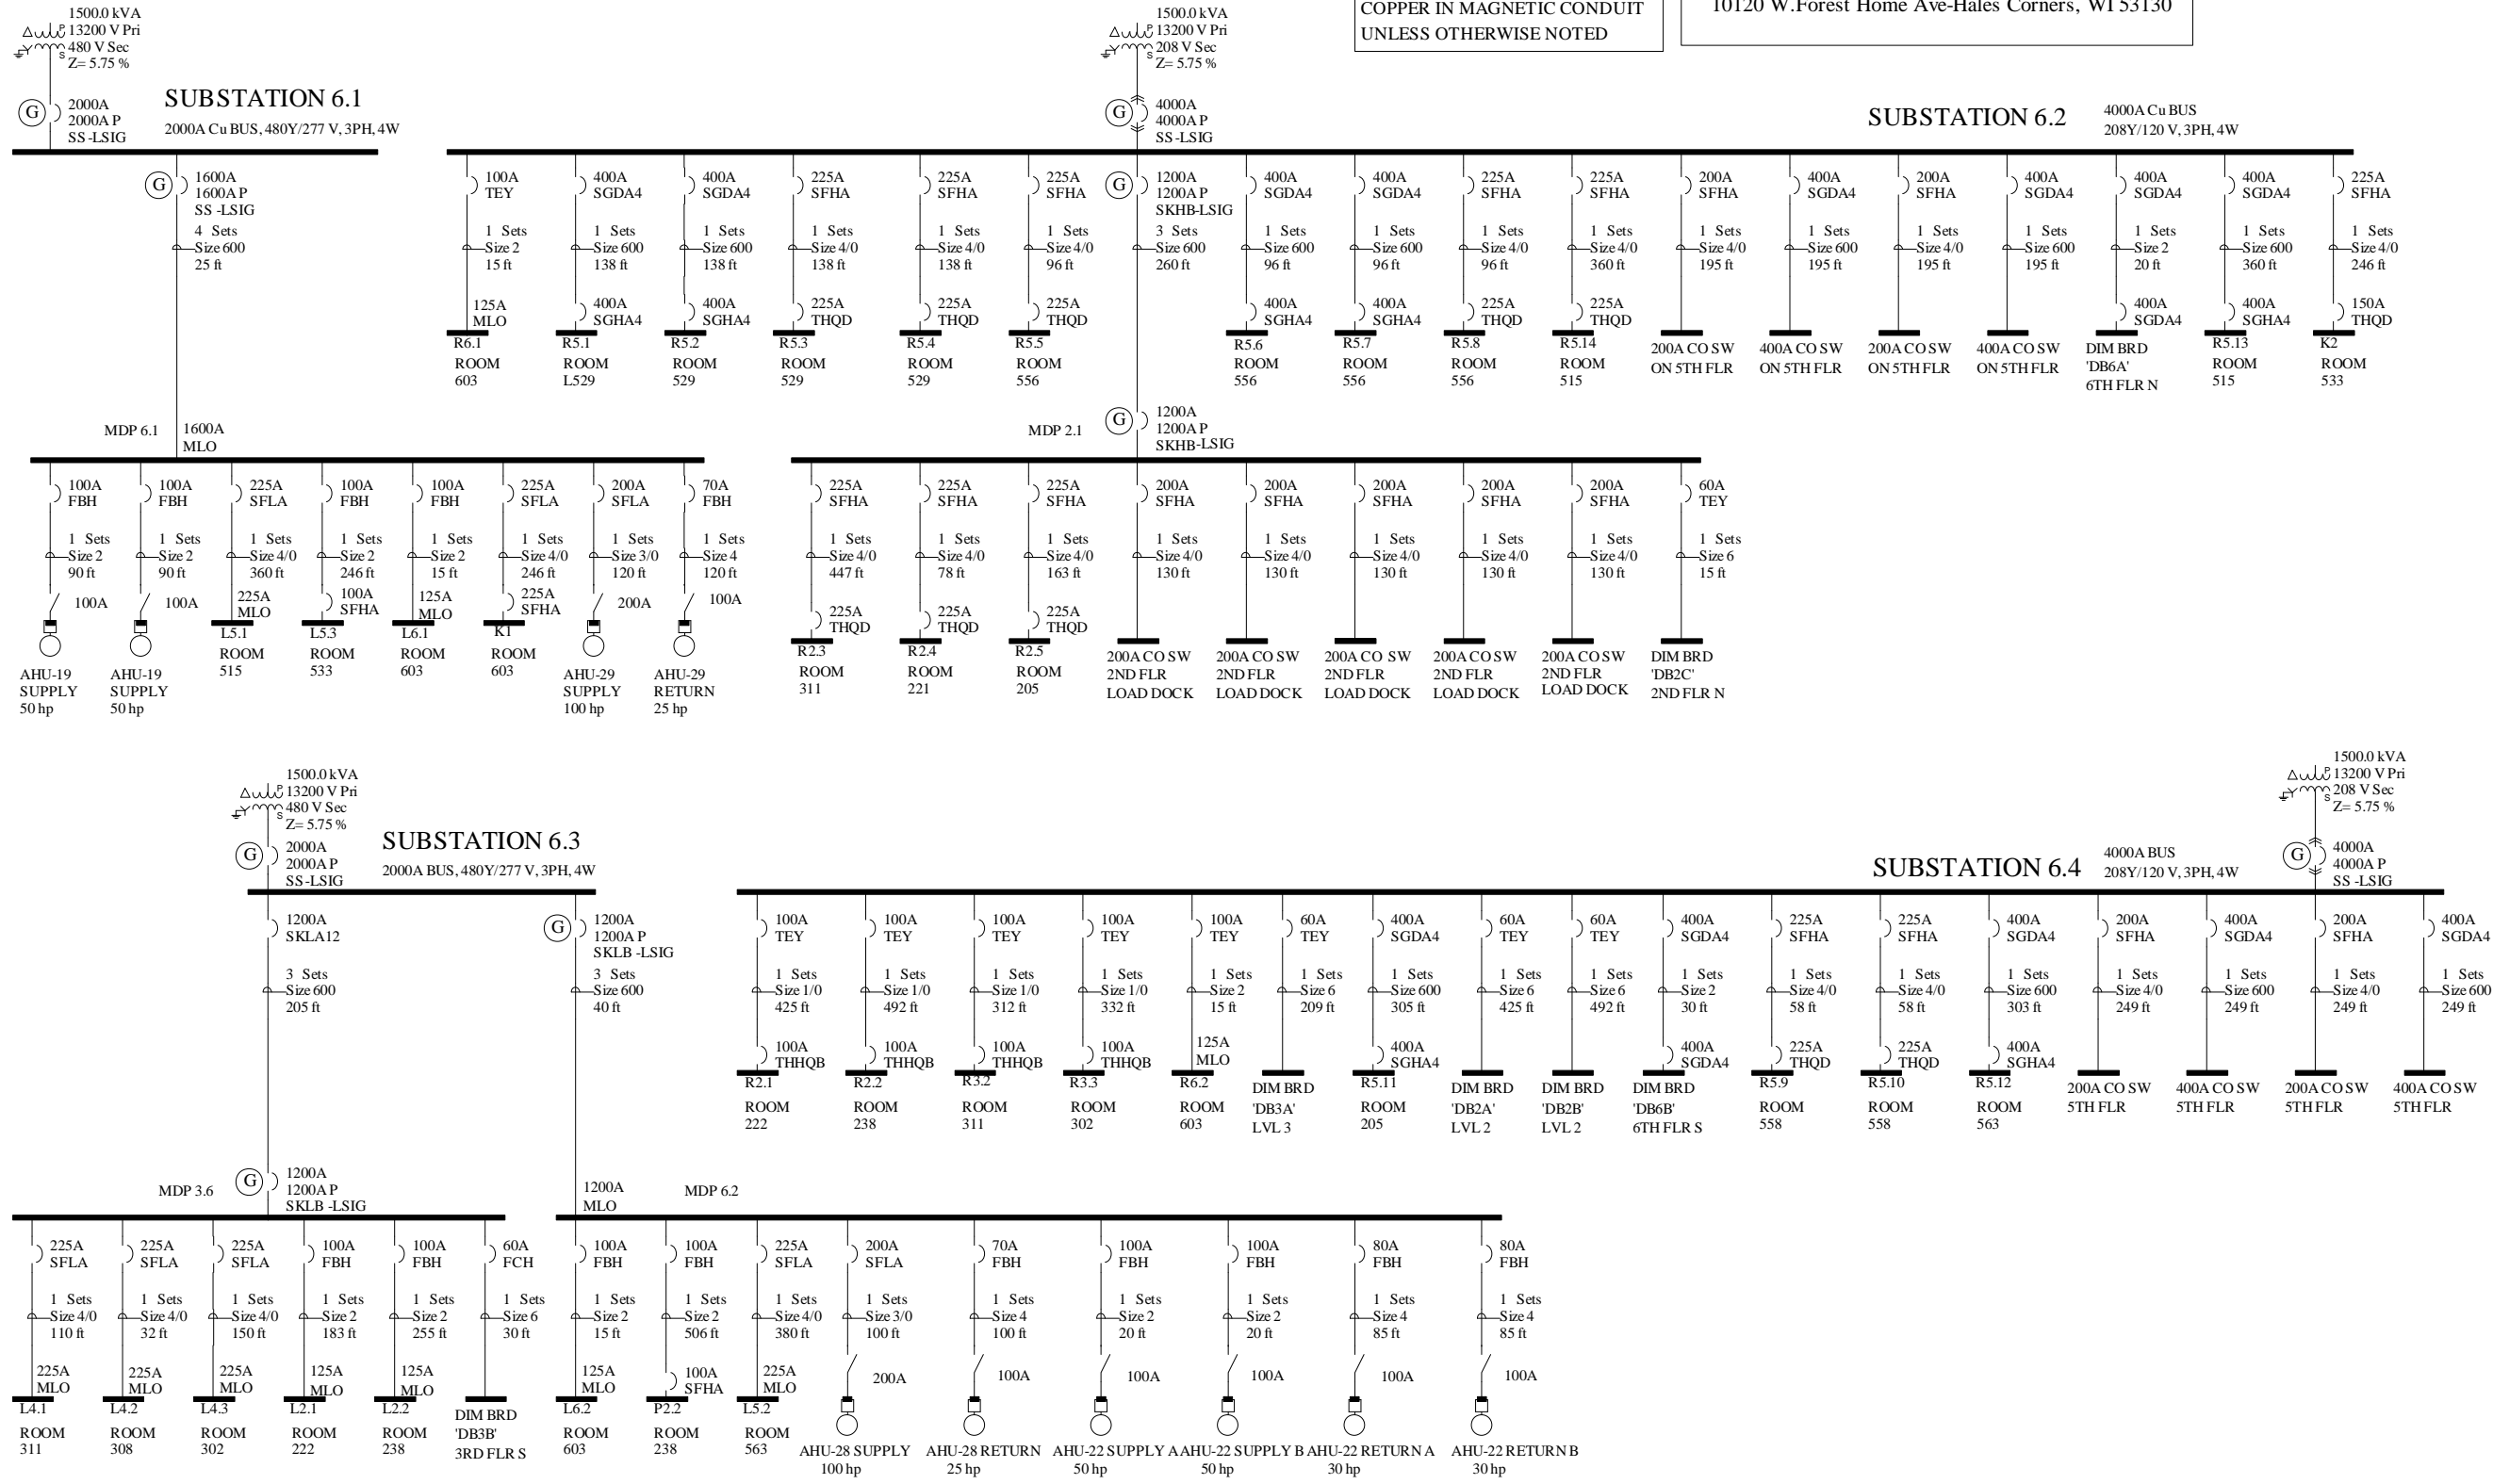 COPPER IN MAGNETIC CONDUIT
UNLESS OTHERWISE NOTED
10120 W.Forest Home Ave-Hales Corners, WI 53130
1500.0 kVA
P 13200 V Pri
480 V Sec
S
Z= 5.75 %
G
2000A
2000A P
SS -LSIG
SUBSTATION 6.1
2000A Cu BUS, 480Y/277 V, 3PH, 4W
G
1600A
1600A P
SS -LSIG
4 Sets
Size 600
25 ft
MDP 6.1
1600A
MLO
100A
FBH
1 Sets
Size 2
90 ft
100A
AHU-19
SUPPLY
50 hp
100A
FBH
1 Sets
Size 2
90 ft
100A
AHU-19
SUPPLY
50 hp
225A
SFLA
1 Sets
Size 4/0
360 ft
225A
MLO
L5.1
ROOM
515
100A
FBH
1 Sets
Size 2
246 ft
100A
SFHA
L5.3
ROOM
533
100A
FBH
1 Sets
Size 2
15 ft
125A
MLO
L6.1
ROOM
603
225A
SFLA
1 Sets
Size 4/0
246 ft
225A
SFHA
K1
ROOM
603
200A
SFLA
1 Sets
Size 3/0
120 ft
200A
AHU-29
SUPPLY
100 hp
70A
FBH
1 Sets
Size 4
120 ft
100A
AHU-29
RETURN
25 hp
1500.0 kVA
P 13200 V Pri
208 V Sec
S
Z= 5.75 %
G
4000A
4000A P
SS -LSIG
SUBSTATION 6.2
4000A Cu BUS
208Y/120 V, 3PH, 4W
100A
TEY
1 Sets
Size 2
15 ft
125A
MLO
R6.1
ROOM
603
400A
SGDA4
1 Sets
Size 600
138 ft
400A
SGHA4
R5.1
ROOM
L529
400A
SGDA4
1 Sets
Size 600
138 ft
400A
SGHA4
R5.2
ROOM
529
225A
SFHA
1 Sets
Size 4/0
138 ft
225A
THQD
R5.3
ROOM
529
225A
SFHA
1 Sets
Size 4/0
138 ft
225A
THQD
R5.4
ROOM
529
225A
SFHA
1 Sets
Size 4/0
96 ft
225A
THQD
R5.5
ROOM
556
G
1200A
1200A P
SKHB-LSIG
3 Sets
Size 600
260 ft
400A
SGDA4
1 Sets
Size 600
96 ft
400A
SGHA4
R5.6
ROOM
556
400A
SGDA4
1 Sets
Size 600
96 ft
400A
SGHA4
R5.7
ROOM
556
225A
SFHA
1 Sets
Size 4/0
96 ft
225A
THQD
R5.8
ROOM
556
225A
SFHA
1 Sets
Size 4/0
360 ft
225A
THQD
R5.14
ROOM
515
200A
SFHA
1 Sets
Size 4/0
195 ft
200A CO SW
ON 5TH FLR
400A
SGDA4
1 Sets
Size 600
195 ft
400A CO SW
ON 5TH FLR
200A
SFHA
1 Sets
Size 4/0
195 ft
200A CO SW
ON 5TH FLR
400A
SGDA4
1 Sets
Size 600
195 ft
400A CO SW
ON 5TH FLR
400A
SGDA4
1 Sets
Size 2
20 ft
400A
SGDA4
DIM BRD
'DB6A'
6TH FLR N
400A
SGDA4
1 Sets
Size 600
360 ft
400A
SGHA4
R5.13
ROOM
515
225A
SFHA
1 Sets
Size 4/0
246 ft
150A
THQD
K2
ROOM
533
MDP 2.1
G
1200A
1200A P
SKHB-LSIG
225A
SFHA
1 Sets
Size 4/0
447 ft
225A
THQD
R2.3
ROOM
311
225A
SFHA
1 Sets
Size 4/0
78 ft
225A
THQD
R2.4
ROOM
221
225A
SFHA
1 Sets
Size 4/0
163 ft
225A
THQD
R2.5
ROOM
205
200A
SFHA
1 Sets
Size 4/0
130 ft
200A CO SW
2ND FLR
LOAD DOCK
200A
SFHA
1 Sets
Size 4/0
130 ft
200A CO SW
2ND FLR
LOAD DOCK
200A
SFHA
1 Sets
Size 4/0
130 ft
200A CO SW
2ND FLR
LOAD DOCK
200A
SFHA
1 Sets
Size 4/0
130 ft
200A CO SW
2ND FLR
LOAD DOCK
200A
SFHA
1 Sets
Size 4/0
130 ft
200A CO SW
2ND FLR
LOAD DOCK
60A
TEY
1 Sets
Size 6
15 ft
DIM BRD
'DB2C'
2ND FLR N
1500.0 kVA
P 13200 V Pri
480 V Sec
S
Z= 5.75 %
G
2000A
2000A P
SS-LSIG
SUBSTATION 6.3
2000A BUS, 480Y/277 V, 3PH, 4W
1200A
SKLA12
3 Sets
Size 600
205 ft
G
1200A
1200A P
SKLB -LSIG
3 Sets
Size 600
40 ft
MDP 3.6
G
1200A
1200A P
SKLB -LSIG
225A
SFLA
1 Sets
Size 4/0
110 ft
225A
MLO
L4.1
ROOM
311
225A
SFLA
1 Sets
Size 4/0
32 ft
225A
MLO
L4.2
ROOM
308
225A
SFLA
1 Sets
Size 4/0
150 ft
225A
MLO
L4.3
ROOM
302
100A
FBH
1 Sets
Size 2
183 ft
125A
MLO
L2.1
ROOM
222
100A
FBH
1 Sets
Size 2
255 ft
125A
MLO
L2.2
ROOM
238
60A
FCH
1 Sets
Size 6
30 ft
DIM BRD
'DB3B'
3RD FLR S
1200A
MLO
MDP 6.2
100A
FBH
1 Sets
Size 2
15 ft
125A
MLO
L6.2
ROOM
603
100A
FBH
1 Sets
Size 2
506 ft
100A
SFHA
P2.2
ROOM
238
225A
SFLA
1 Sets
Size 4/0
380 ft
225A
MLO
L5.2
ROOM
563
200A
SFLA
1 Sets
Size 3/0
100 ft
200A
AHU-28 SUPPLY
100 hp
70A
FBH
1 Sets
Size 4
100 ft
100A
AHU-28 RETURN
25 hp
100A
FBH
1 Sets
Size 2
20 ft
100A
AHU-22 SUPPLY A
50 hp
100A
FBH
1 Sets
Size 2
20 ft
100A
AHU-22 SUPPLY B
50 hp
80A
FBH
1 Sets
Size 4
85 ft
100A
AHU-22 RETURN A
30 hp
80A
FBH
1 Sets
Size 4
85 ft
100A
AHU-22 RETURN B
30 hp
1500.0 kVA
P 13200 V Pri
208 V Sec
S
Z= 5.75 %
G
4000A
4000A P
SS -LSIG
SUBSTATION 6.4
4000A BUS
208Y/120 V, 3PH, 4W
100A
TEY
1 Sets
Size 1/0
425 ft
100A
THHQB
R2.1
ROOM
222
100A
TEY
1 Sets
Size 1/0
492 ft
100A
THHQB
R2.2
ROOM
238
100A
TEY
1 Sets
Size 1/0
312 ft
100A
THHQB
R3.2
ROOM
311
100A
TEY
1 Sets
Size 1/0
332 ft
100A
THHQB
R3.3
ROOM
302
100A
TEY
1 Sets
Size 2
15 ft
125A
MLO
R6.2
ROOM
603
60A
TEY
1 Sets
Size 6
209 ft
DIM BRD
'DB3A'
LVL 3
400A
SGDA4
1 Sets
Size 600
305 ft
400A
SGHA4
R5.11
ROOM
205
60A
TEY
1 Sets
Size 6
425 ft
DIM BRD
'DB2A'
LVL 2
60A
TEY
1 Sets
Size 6
492 ft
DIM BRD
'DB2B'
LVL 2
400A
SGDA4
1 Sets
Size 2
30 ft
400A
SGDA4
DIM BRD
'DB6B'
6TH FLR S
225A
SFHA
1 Sets
Size 4/0
58 ft
225A
THQD
R5.9
ROOM
558
225A
SFHA
1 Sets
Size 4/0
58 ft
225A
THQD
R5.10
ROOM
558
400A
SGDA4
1 Sets
Size 600
303 ft
400A
SGHA4
R5.12
ROOM
563
200A
SFHA
1 Sets
Size 4/0
249 ft
200A CO SW
5TH FLR
400A
SGDA4
1 Sets
Size 600
249 ft
400A CO SW
5TH FLR
200A
SFHA
1 Sets
Size 4/0
249 ft
200A CO SW
5TH FLR
400A
SGDA4
1 Sets
Size 600
249 ft
400A CO SW
5TH FLR